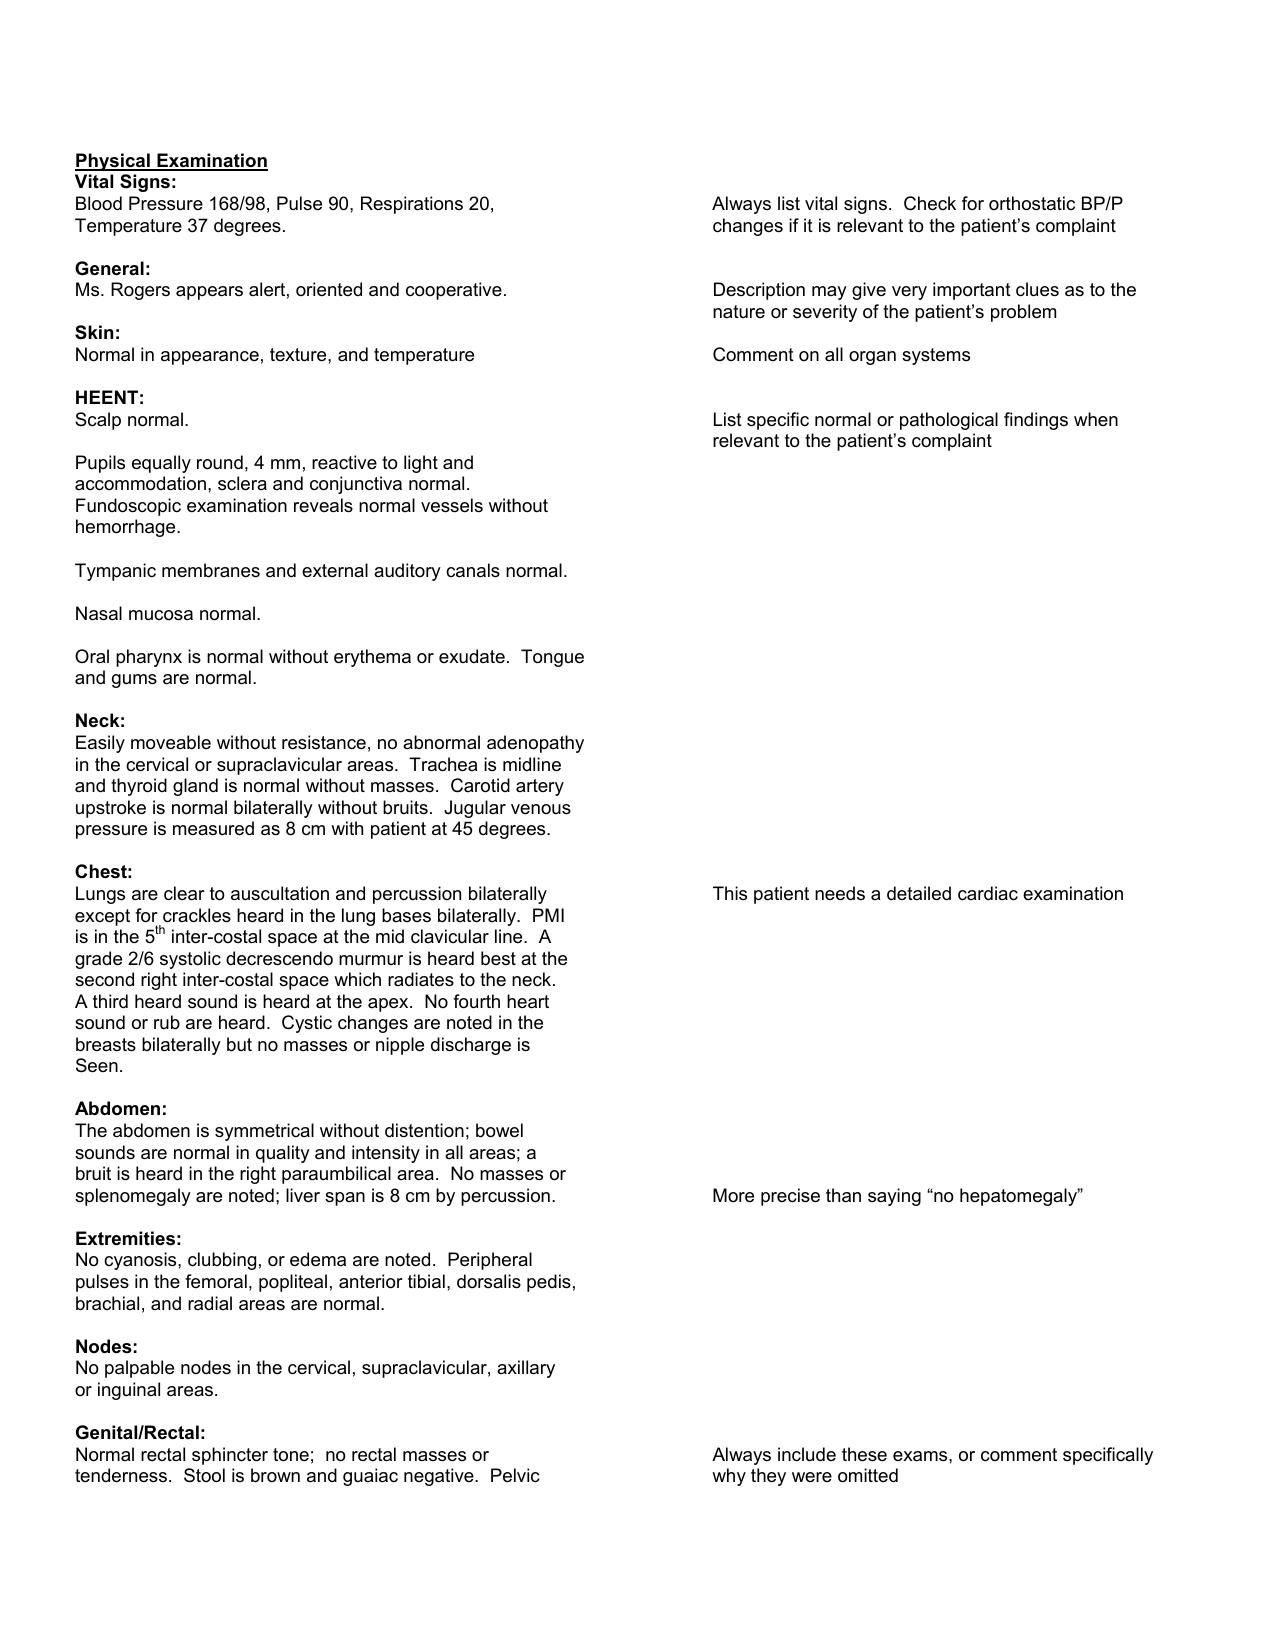 Physical Examination
Vital Signs:
Blood Pressure 168/98, Pulse 90, Respirations 20,
Temperature 37 degrees.
Always list vital signs.  Check for orthostatic BP/P
changes if it is relevant to the patient’s complaint
General:
Ms. Rogers appears alert, oriented and cooperative.
Description may give very important clues as to the
nature or severity of the patient’s problem
Skin:
Normal in appearance, texture, and temperature
Comment on all organ systems
HEENT:
Scalp normal.
List specific normal or pathological findings when
relevant to the patient’s complaint
Pupils equally round, 4 mm, reactive to light and
accommodation, sclera and conjunctiva normal.
Fundoscopic examination reveals normal vessels without
hemorrhage.
Tympanic membranes and external auditory canals normal.
Nasal mucosa normal.
Oral pharynx is normal without erythema or exudate.  Tongue
and gums are normal.
Neck:
Easily moveable without resistance, no abnormal adenopathy
in the cervical or supraclavicular areas.  Trachea is midline
and thyroid gland is normal without masses.  Carotid artery
upstroke is normal bilaterally without bruits.  Jugular venous
pressure is measured as 8 cm with patient at 45 degrees.
Chest:
Lungs are clear to auscultation and percussion bilaterally
except for crackles heard in the lung bases bilaterally.  PMI
is in the 5th inter-costal space at the mid clavicular line.  A
grade 2/6 systolic decrescendo murmur is heard best at the
second right inter-costal space which radiates to the neck.
A third heard sound is heard at the apex.  No fourth heart
sound or rub are heard.  Cystic changes are noted in the
breasts bilaterally but no masses or nipple discharge is
Seen.
This patient needs a detailed cardiac examination
Abdomen:
The abdomen is symmetrical without distention; bowel
sounds are normal in quality and intensity in all areas; a
bruit is heard in the right paraumbilical area.  No masses or
splenomegaly are noted; liver span is 8 cm by percussion.
More precise than saying “no hepatomegaly”
Extremities:
No cyanosis, clubbing, or edema are noted.  Peripheral
pulses in the femoral, popliteal, anterior tibial, dorsalis pedis,
brachial, and radial areas are normal.
Nodes:
No palpable nodes in the cervical, supraclavicular, axillary
or inguinal areas.
Genital/Rectal:
Normal rectal sphincter tone;  no rectal masses or
tenderness.  Stool is brown and guaiac negative.  Pelvic
Always include these exams, or comment specifically
why they were omitted